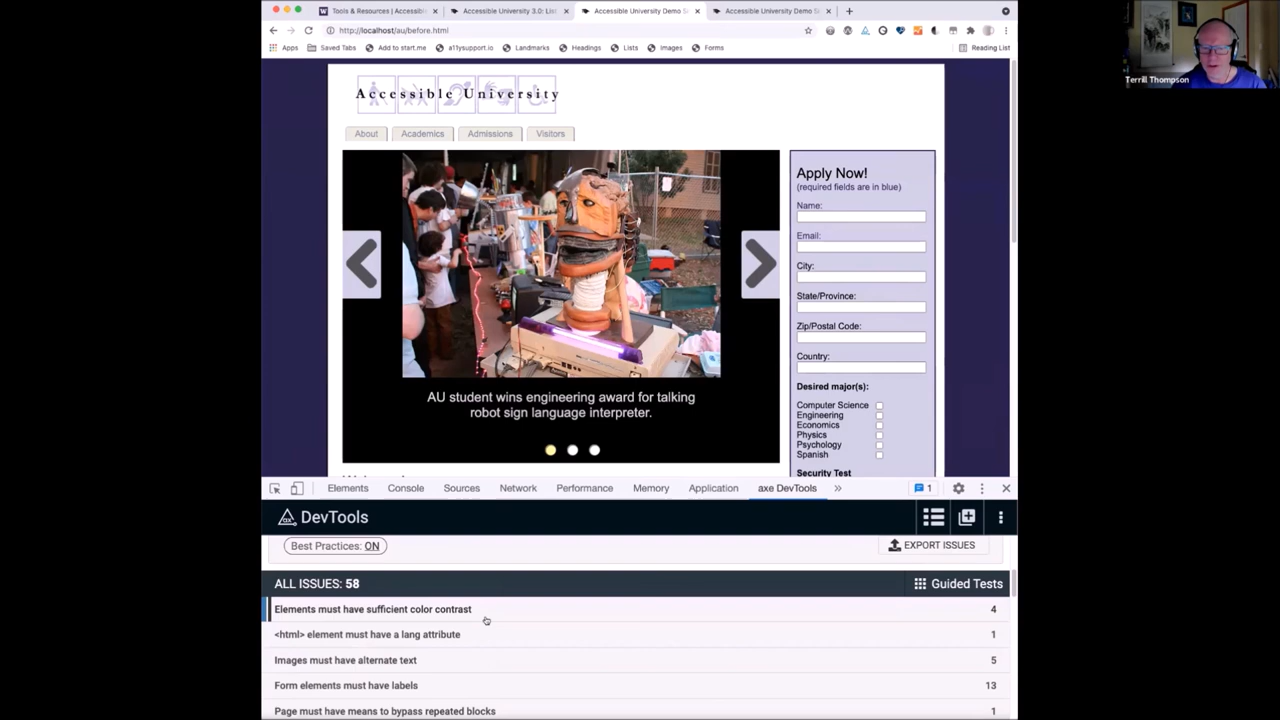 Tools & Resources | Accessible
Accessible University 3.0: Lis
Accessible University Demo S
Accessible University Demo S
http://localhost/au/before.html
Apps
Saved Tabs
Add to start.me
a11ysupport.io
Landmarks
Headings
Lists
Images
Forms
Reading List
Terrill Thompson
Accessible University
About
Academics
Admissions
Visitors
AU student wins engineering award for talking
robot sign language interpreter.
Apply Now!
(required fields are in blue)
Name:
Email:
City:
State/Province:
Zip/Postal Code:
Country:
Desired major(s):
Computer Science
Engineering
Economics
Physics
Psychology
Spanish
Security Test
Elements
Console
Sources
Network
Performance
Memory
Application
axe DevTools
1
DevTools
Best Practices: ON
EXPORT ISSUES
ALL ISSUES: 58
Guided Tests
Elements must have sufficient color contrast 4
<html> element must have a lang attribute 1
Images must have alternate text 5
Form elements must have labels 13
Page must have means to bypass repeated blocks 1